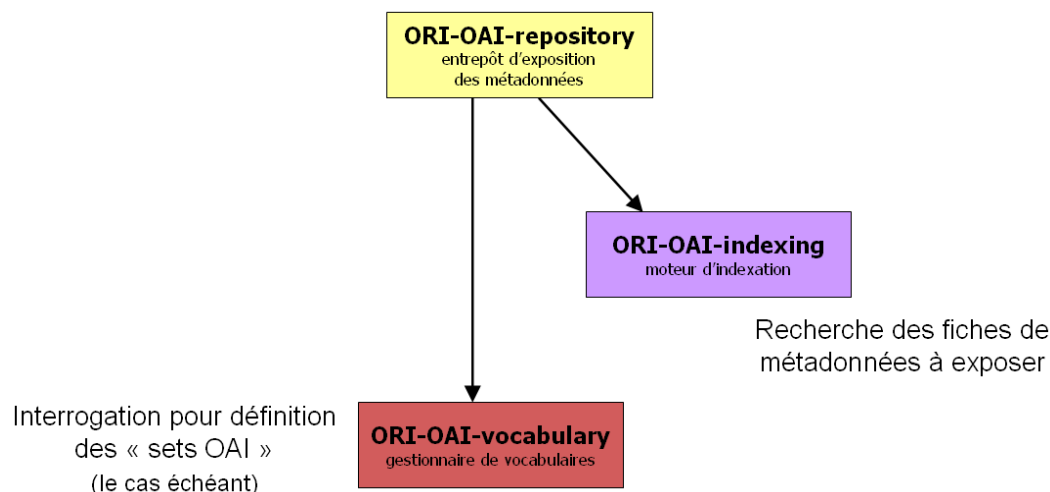 ORI-OAI-repository
entrepôt d'exposition
des métadonnées
ORI-OAI-indexing
moteur d'indexation
Recherche des fiches de
métadonnées à exposer
Interrogation pour définition
des « sets OAI »
(le cas échéant)
ORI-OAI-vocabulary
gestionnaire de vocabulaires